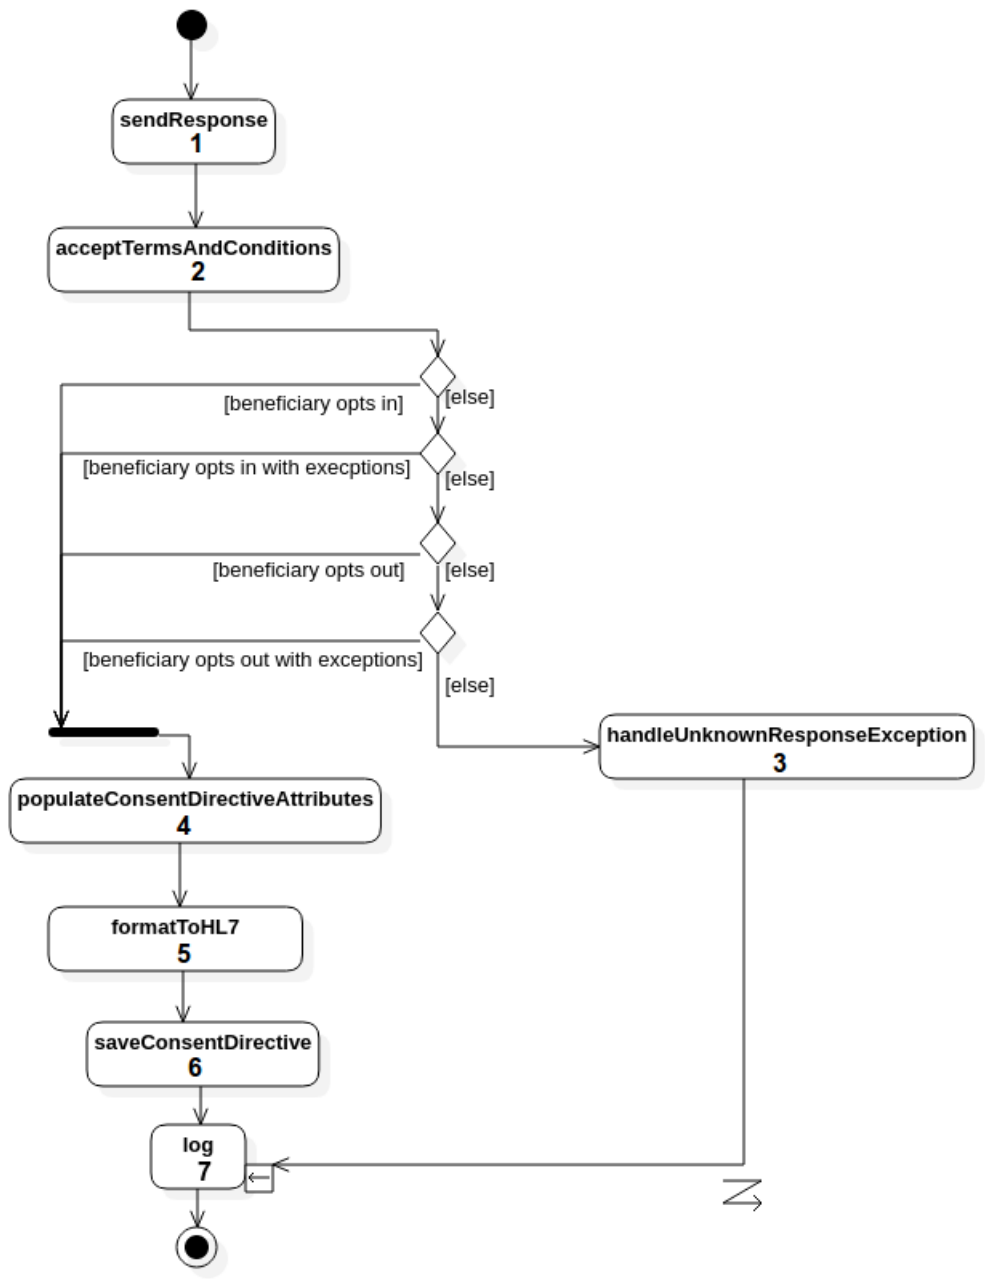 sendResponse
1
acceptTermsAndConditions
2
[else]
[beneficiary opts in]
[beneficiary opts in with execptions]
[else]
[beneficiary opts out]
[else]
[beneficiary opts out with exceptions]
[else]
handleUnknownResponseException
3
populateConsentDirectiveAttributes
4
formatToHL7
5
saveConsentDirective
6
log
7